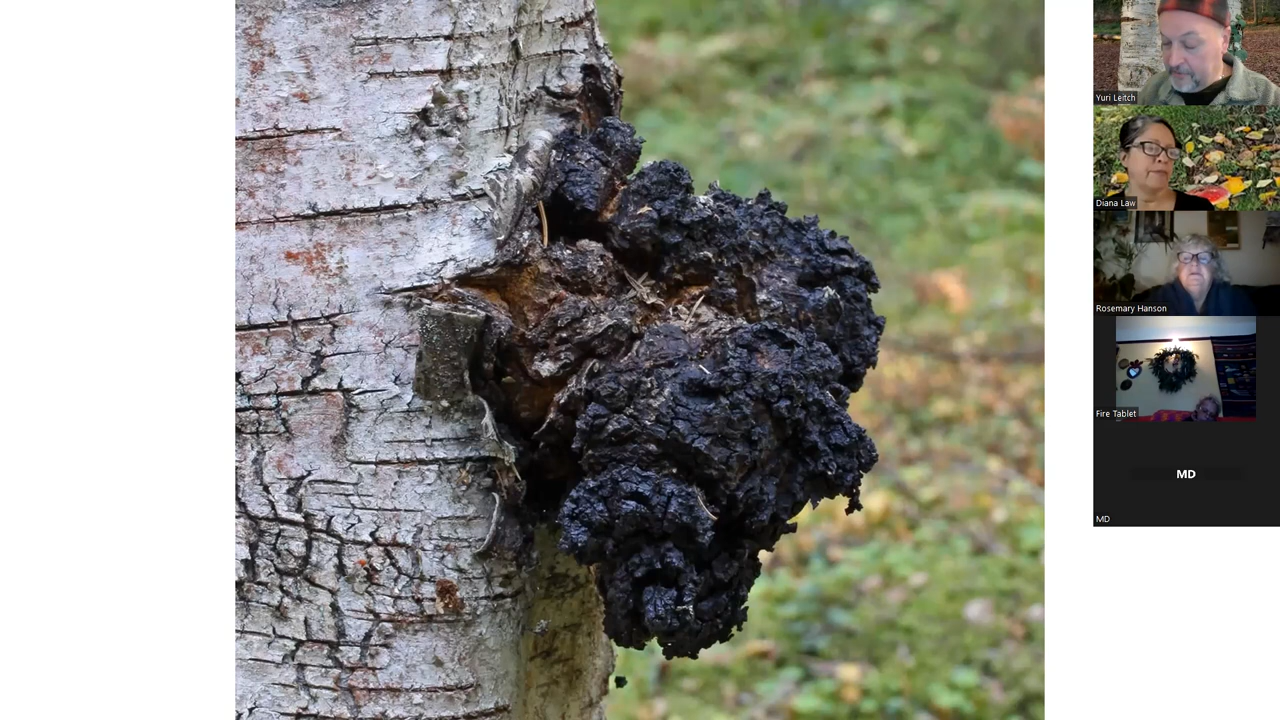 Yuri Leitch
Diana Law
Rosemary Hanson
Fire Tablet
MD
MD